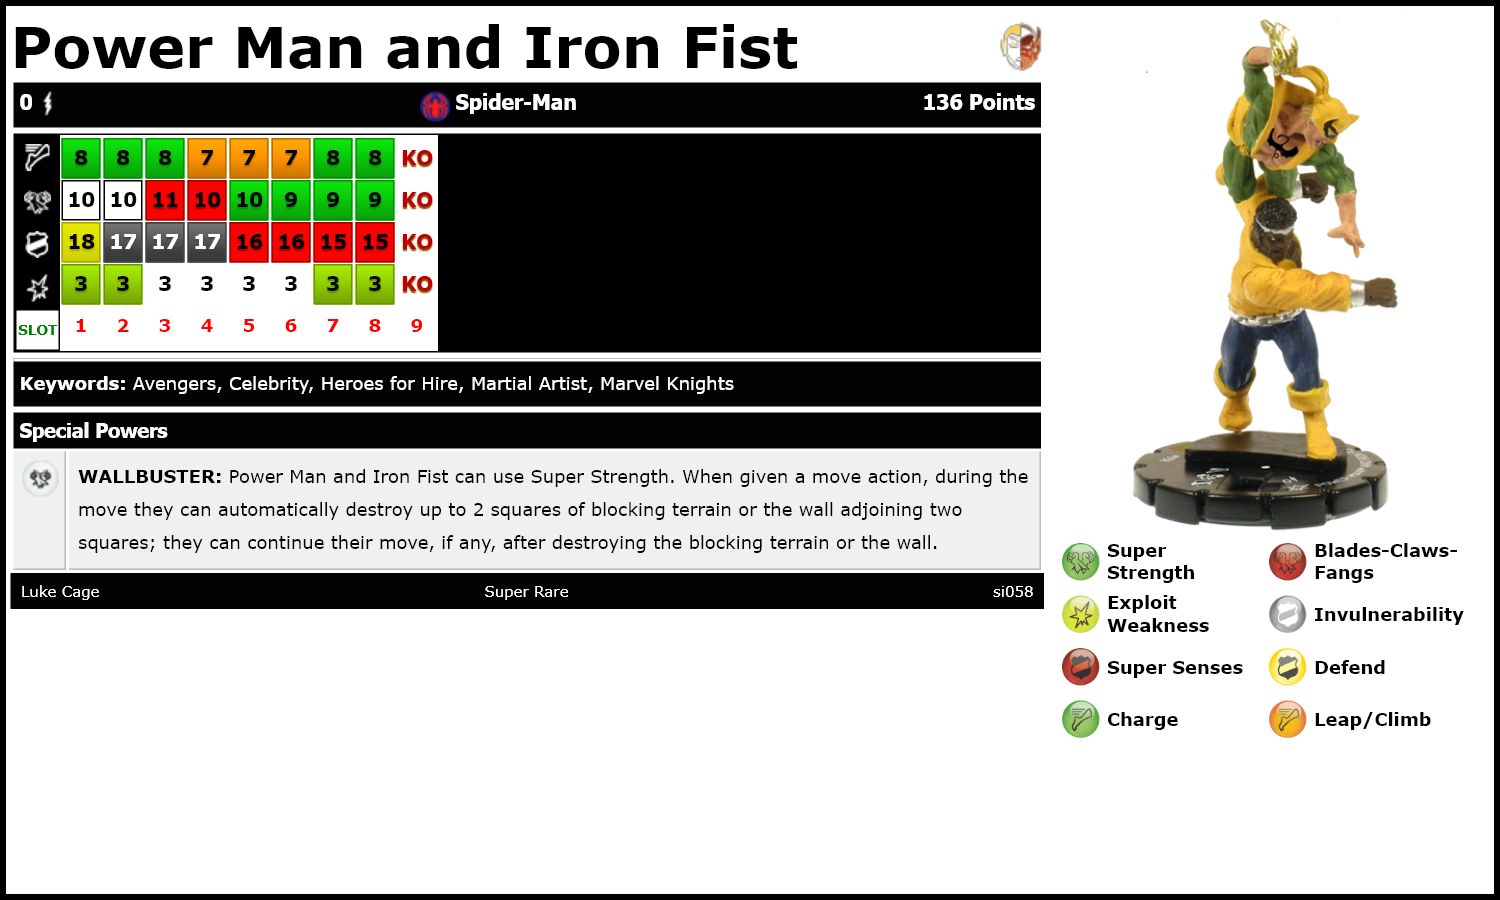 Power Man and Iron Fist
0 Spider-Man 136 Points
8 8 8 7 7 7 8 8 KO
10 10 11 10 10 9 9 9 KO
18 17 17 17 16 16 15 15 KO
3 3 3 3 3 3 3 3 KO
SLOT 1 2 3 4 5 6 7 8 9
Keywords: Avengers, Celebrity, Heroes for Hire, Martial Artist, Marvel Knights
Special Powers
WALLBUSTER: Power Man and Iron Fist can use Super Strength. When given a move action, during the
move they can automatically destroy up to 2 squares of blocking terrain or the wall adjoining two
squares; they can continue their move, if any, after destroying the blocking terrain or the wall.
Luke Cage Super Rare si058
Super
Strength
Blades-Claws-
Fangs
Exploit
Weakness
Invulnerability
Super Senses
Defend
Charge
Leap/Climb